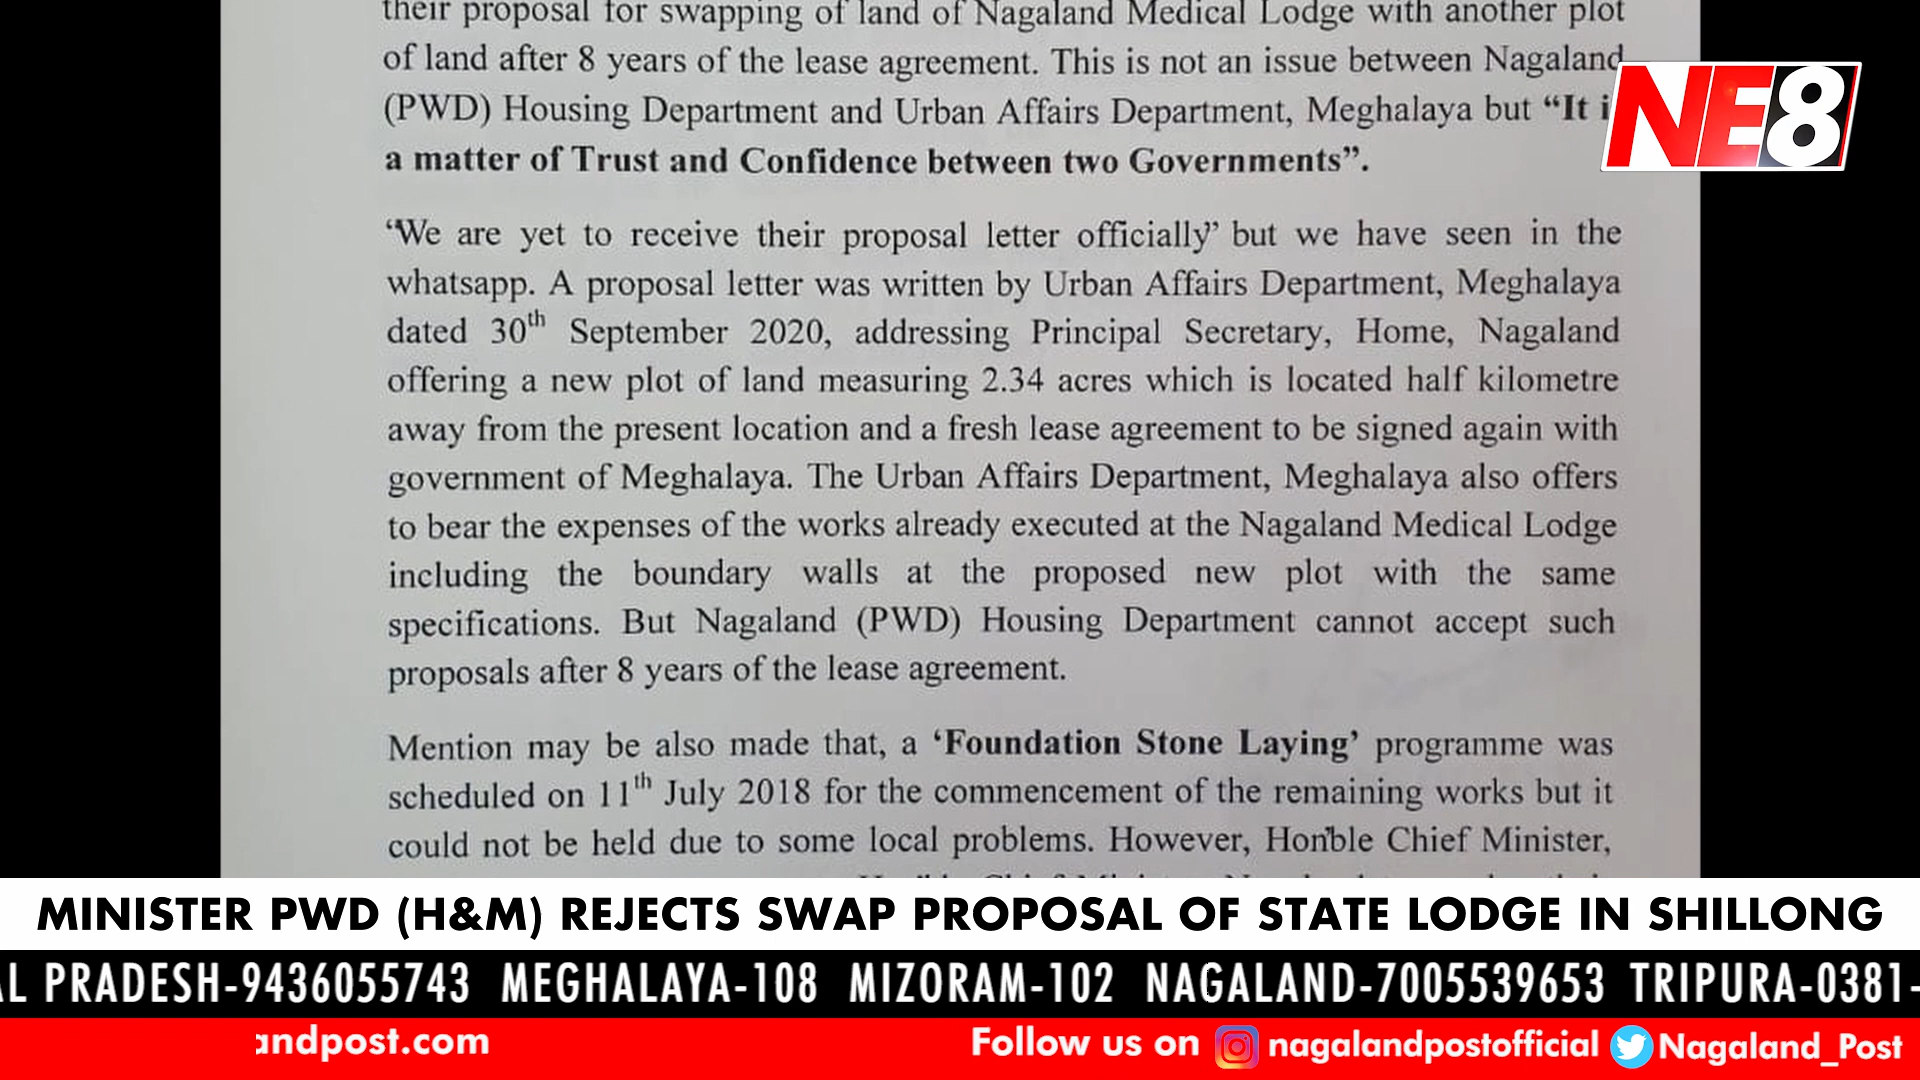 their proposal for swapping of land of Nagaland Medical Lodge with another plot
of land after 8 years of the lease agreement. This is not an issue between Nagaland
(PWD) Housing Department and Urban Affairs Department, Meghalaya but “It
a matter of Trust and Confidence between two Governments”.
‘We are yet to receive their proposal letter officially” but we have seen in the
whatsapp. A proposal letter was written by Urban Affairs Department, Meghalaya
dated 30th September 2020, addressing Principal Secretary, Home, Nagaland
offering a new plot of land measuring 2.34 acres which is located half kilometre
away from the present location and a fresh lease agreement to be signed again with
government of Meghalaya. The Urban Affairs Department, Meghalaya also offers
to bear the expenses of the works already executed at the Nagaland Medical Lodge
including the boundary walls at the proposed new plot with the same
specifications. But Nagaland (PWD) Housing Department cannot accept such
proposals after 8 years of the lease agreement.
Mention may be also made that, a ‘Foundation Stone Laying’ programme was
scheduled on 11th July 2018 for the commencement of the remaining works but it
could not be held due to some local problems. However, Hon'ble Chief Minister,
NE8
MINISTER PWD (H&M) REJECTS SWAP PROPOSAL OF STATE LODGE IN SHILLONG
AL PRADESH-9436055743 MEGHALAYA-108 MIZORAM-102 NAGALAND-7005539653 TRIPURA-0381-
andpost.com Follow us on nagalandpostofficial Nagaland_Post